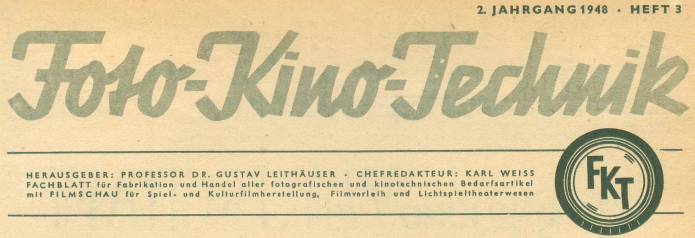 2. JAHRGANG 1948 · HEFT 3
Foto-Kino-Technik
HERAUSGEBER: PROFESSOR DR. GUSTAV LEITHÄUSER · CHEFREDAKTEUR: KARL WEISS
FACHBLATT für Fabrikation und Handel aller fotografischen und kinotechnischen Bedarfsartikel
mit FILMSCHAU für Spiel- und Kulturfilmherstellung, Filmverleih und Lichtspieltheaterwesen
FKT